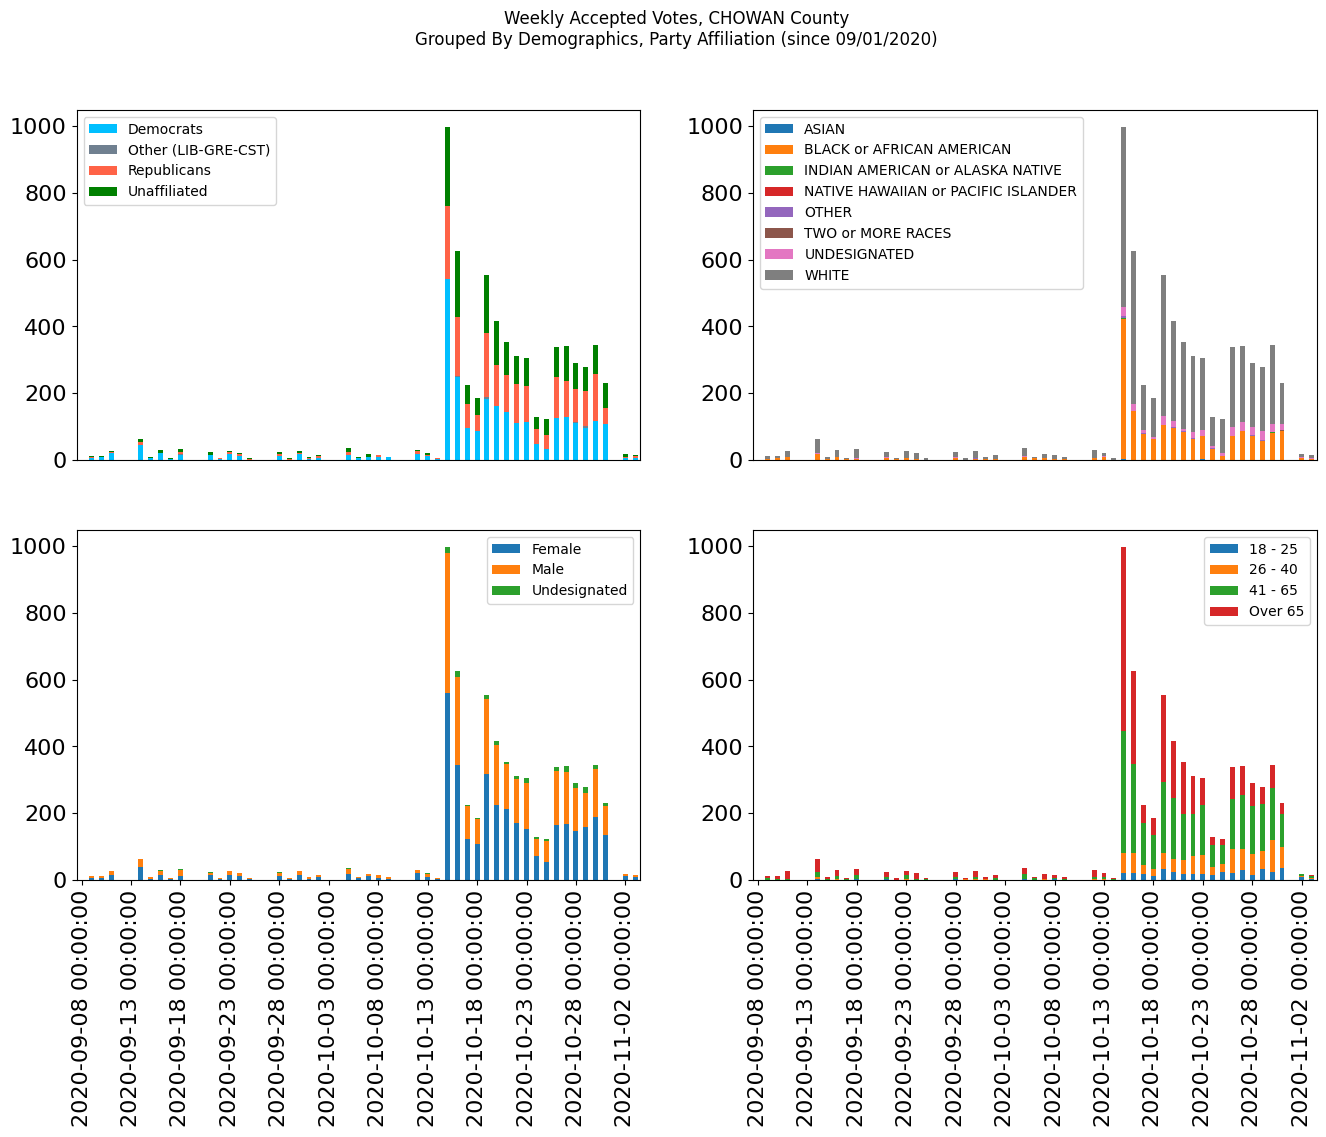 Weekly Accepted Votes, CHOWAN County
Grouped By Demographics, Party Affiliation (since 09/01/2020)
1000
800
600
400
200
0
Democrats
Other (LIB-GRE-CST)
Republicans
Unaffiliated
1000
800
600
400
200
0
ASIAN
BLACK or AFRICAN AMERICAN
INDIAN AMERICAN or ALASKA NATIVE
NATIVE HAWAIIAN or PACIFIC ISLANDER
OTHER
TWO or MORE RACES
UNDESIGNATED
WHITE
1000
800
600
400
200
0
Female
Male
Undesignated
2020-09-08 00:00:00
2020-09-13 00:00:00
2020-09-18 00:00:00
2020-09-23 00:00:00
2020-09-28 00:00:00
2020-10-03 00:00:00
2020-10-08 00:00:00
2020-10-13 00:00:00
2020-10-18 00:00:00
2020-10-23 00:00:00
2020-10-28 00:00:00
2020-11-02 00:00:00
1000
800
600
400
200
0
18 - 25
26 - 40
41 - 65
Over 65
2020-09-08 00:00:00
2020-09-13 00:00:00
2020-09-18 00:00:00
2020-09-23 00:00:00
2020-09-28 00:00:00
2020-10-03 00:00:00
2020-10-08 00:00:00
2020-10-13 00:00:00
2020-10-18 00:00:00
2020-10-23 00:00:00
2020-10-28 00:00:00
2020-11-02 00:00:00